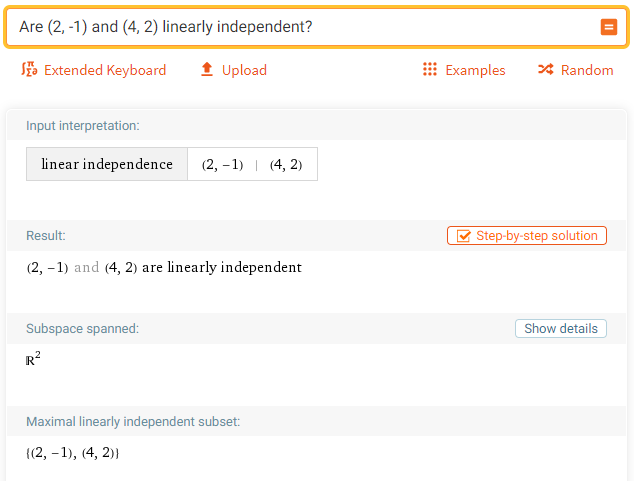 Are (2, -1) and (4, 2) linearly independent?
Extended Keyboard Upload Examples Random
Input interpretation:
linear independence (2, −1) | (4, 2)
Result: Step-by-step solution
(2, −1) and (4, 2) are linearly independent
Subspace spanned: Show details
ℝ²
Maximal linearly independent subset:
{(2, −1), (4, 2)}